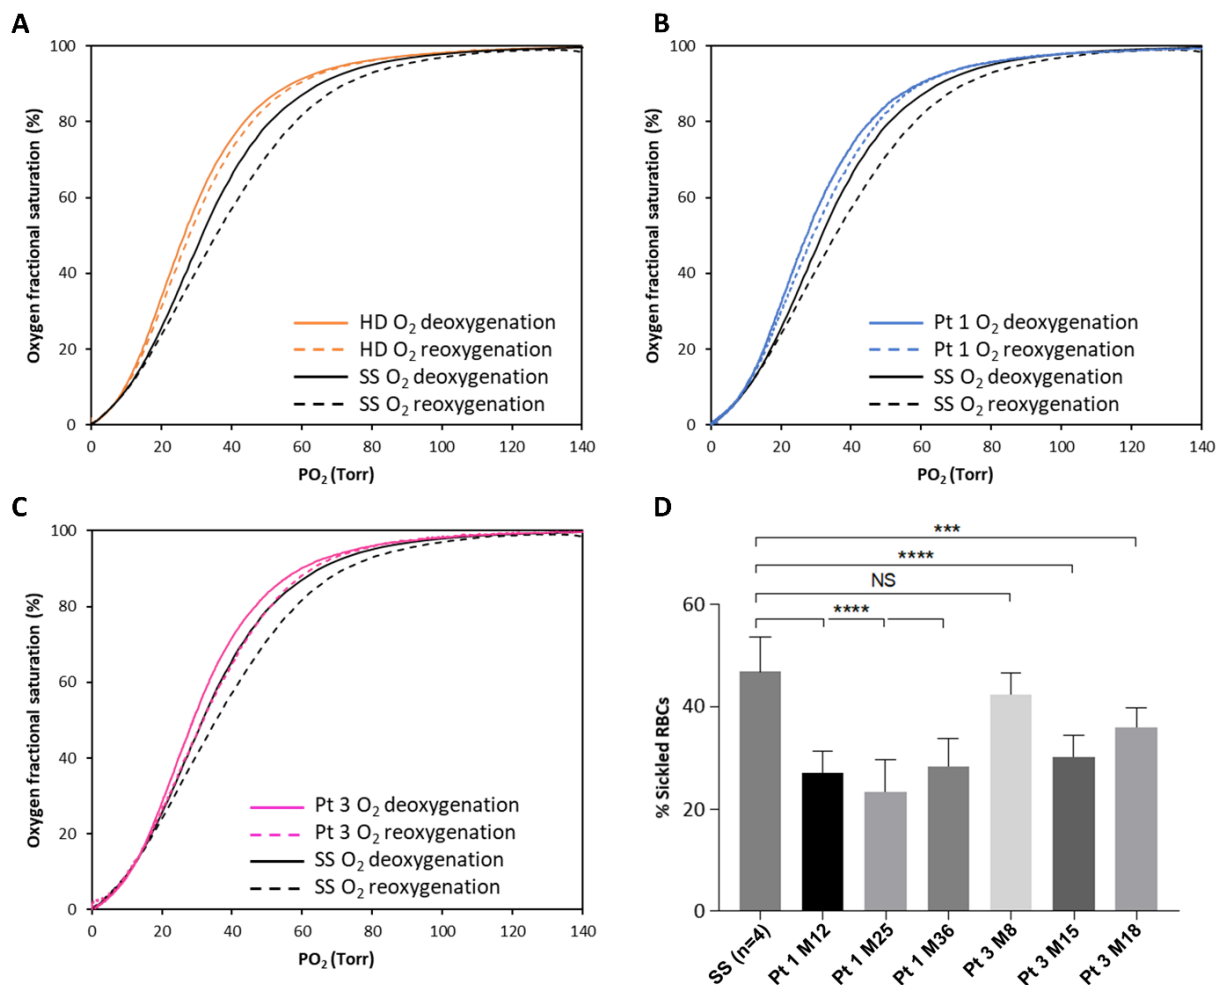 A
Oxygen fractional saturation (%)
100
80
60
40
20
0
HD O2 deoxygenation
HD O2 reoxygenation
SS O2 deoxygenation
SS O2 reoxygenation
0 20 40 60 80 100 120 140
PO2 (Torr)
B
Oxygen fractional saturation (%)
100
80
60
40
20
0
Pt 1 O2 deoxygenation
Pt 1 O2 reoxygenation
SS O2 deoxygenation
SS O2 reoxygenation
0 20 40 60 80 100 120 140
PO2 (Torr)
C
Oxygen fractional saturation (%)
100
80
60
40
20
0
Pt 3 O2 deoxygenation
Pt 3 O2 reoxygenation
SS O2 deoxygenation
SS O2 reoxygenation
0 20 40 60 80 100 120 140
PO2 (Torr)
D
***
****
NS
****
% Sickled RBCs
60
40
20
0
SS (n=4)
Pt 1 M12
Pt 1 M25
Pt 1 M36
Pt 3 M8
Pt 3 M15
Pt 3 M18